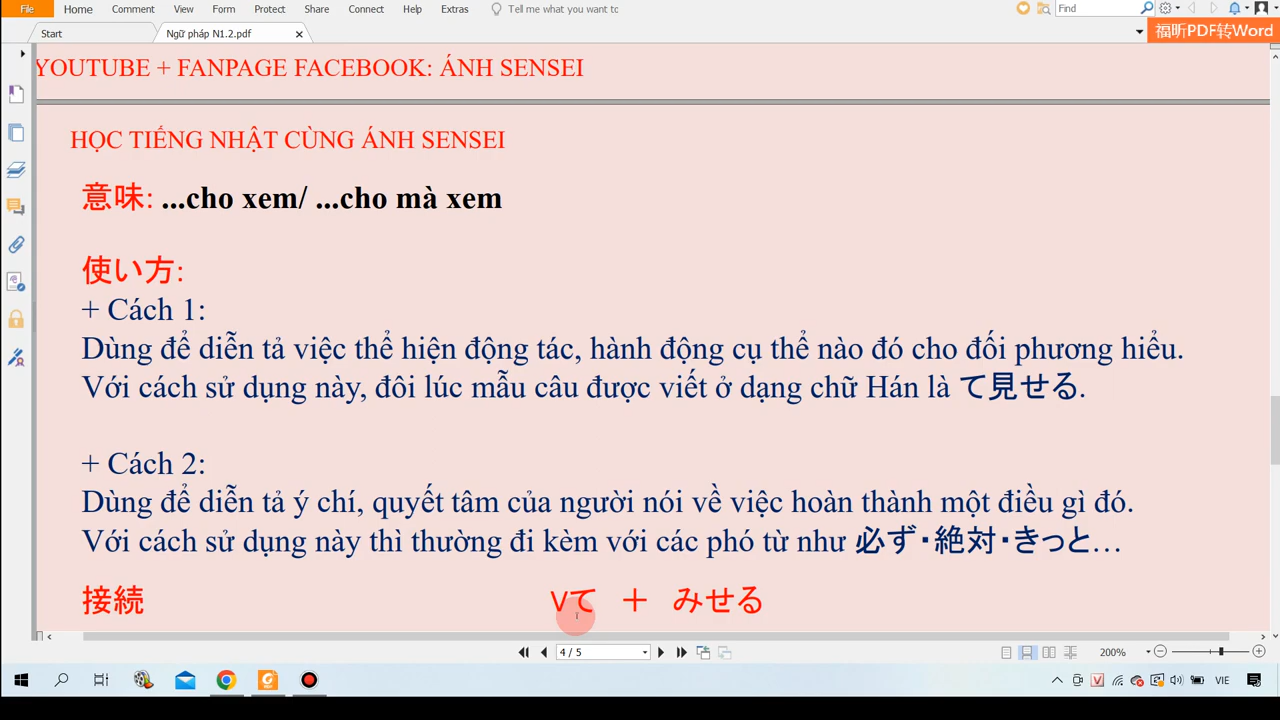 File Home Comment View Form Protect Share Connect Help Extras Tell me what you want tc Find
福昕PDF转Word
Start Ngữ pháp N1.2.pdf
YOUTUBE + FANPAGE FACEBOOK: ÁNH SENSEI
HỌC TIẾNG NHẬT CÙNG ÁNH SENSEI
意味: ...cho xem/ ...cho mà xem
使い方:
+ Cách 1:
Dùng để diễn tả việc thể hiện động tác, hành động cụ thể nào đó cho đối phương hiểu.
Với cách sử dụng này, đôi lúc mẫu câu được viết ở dạng chữ Hán là て見せる.
+ Cách 2:
Dùng để diễn tả ý chí, quyết tâm của người nói về việc hoàn thành một điều gì đó.
Với cách sử dụng này thì thường đi kèm với các phó từ như 必ず・絶対・きっと…
接続 Vて ＋ みせる
4 / 5 200%
VIE